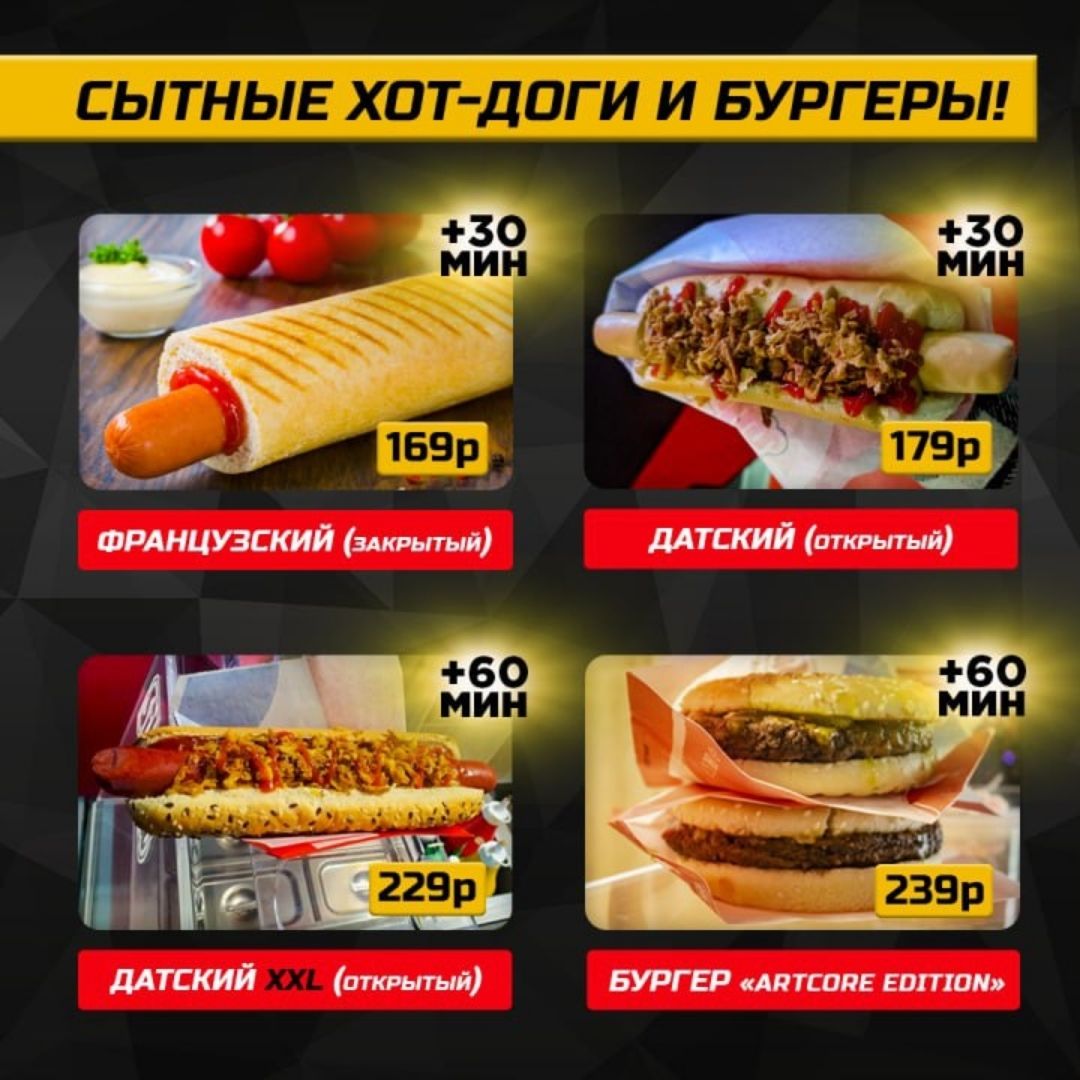 СЫТНЫЕ ХОТ-ДОГИ И БУРГЕРЫ!
+30
МИН
169р
ФРАНЦУЗСКИЙ (ЗАКРЫТЫЙ)
+30
МИН
179р
ДАТСКИЙ (ОТКРЫТЫЙ)
+60
МИН
229р
ДАТСКИЙ XXL (ОТКРЫТЫЙ)
+60
МИН
239р
БУРГЕР «ARTCORE EDITION»